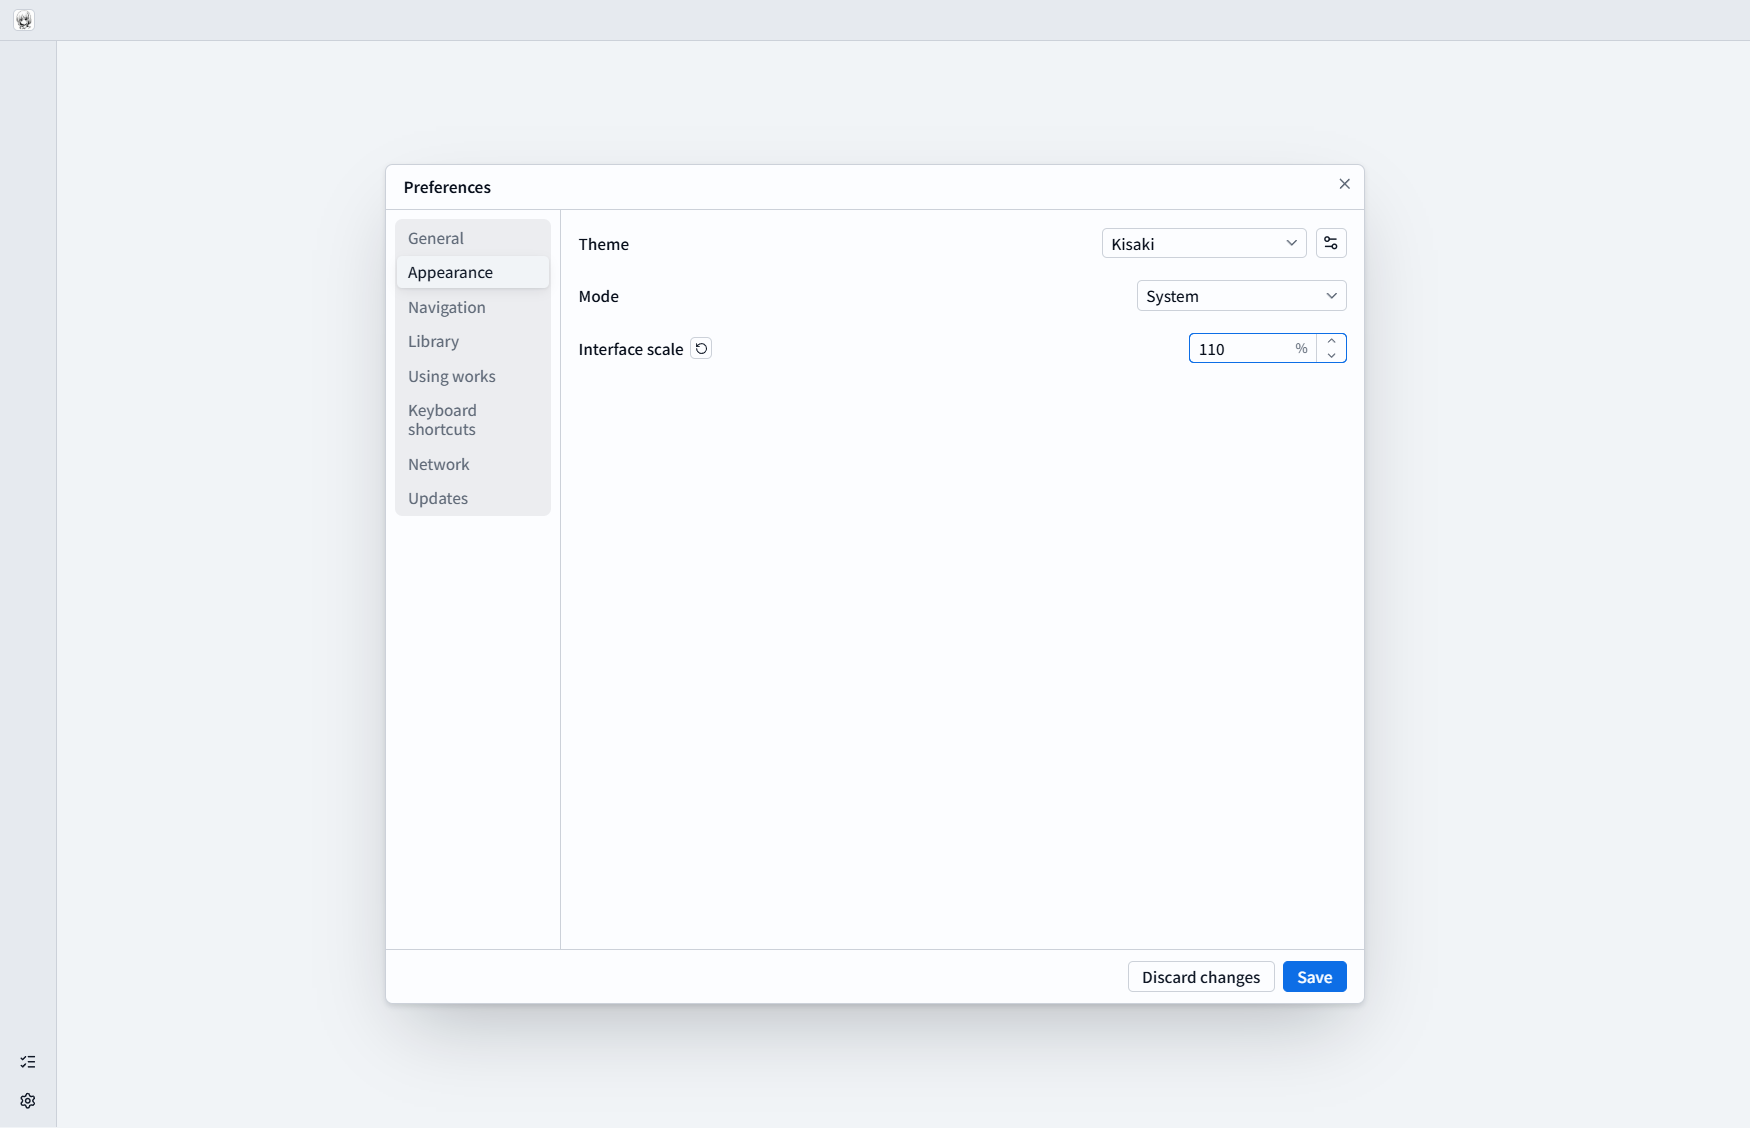 Preferences
General
Appearance
Navigation
Library
Using works
Keyboard
shortcuts
Network
Updates
Theme
Kisaki
Mode
System
Interface scale
110 %
Discard changes
Save